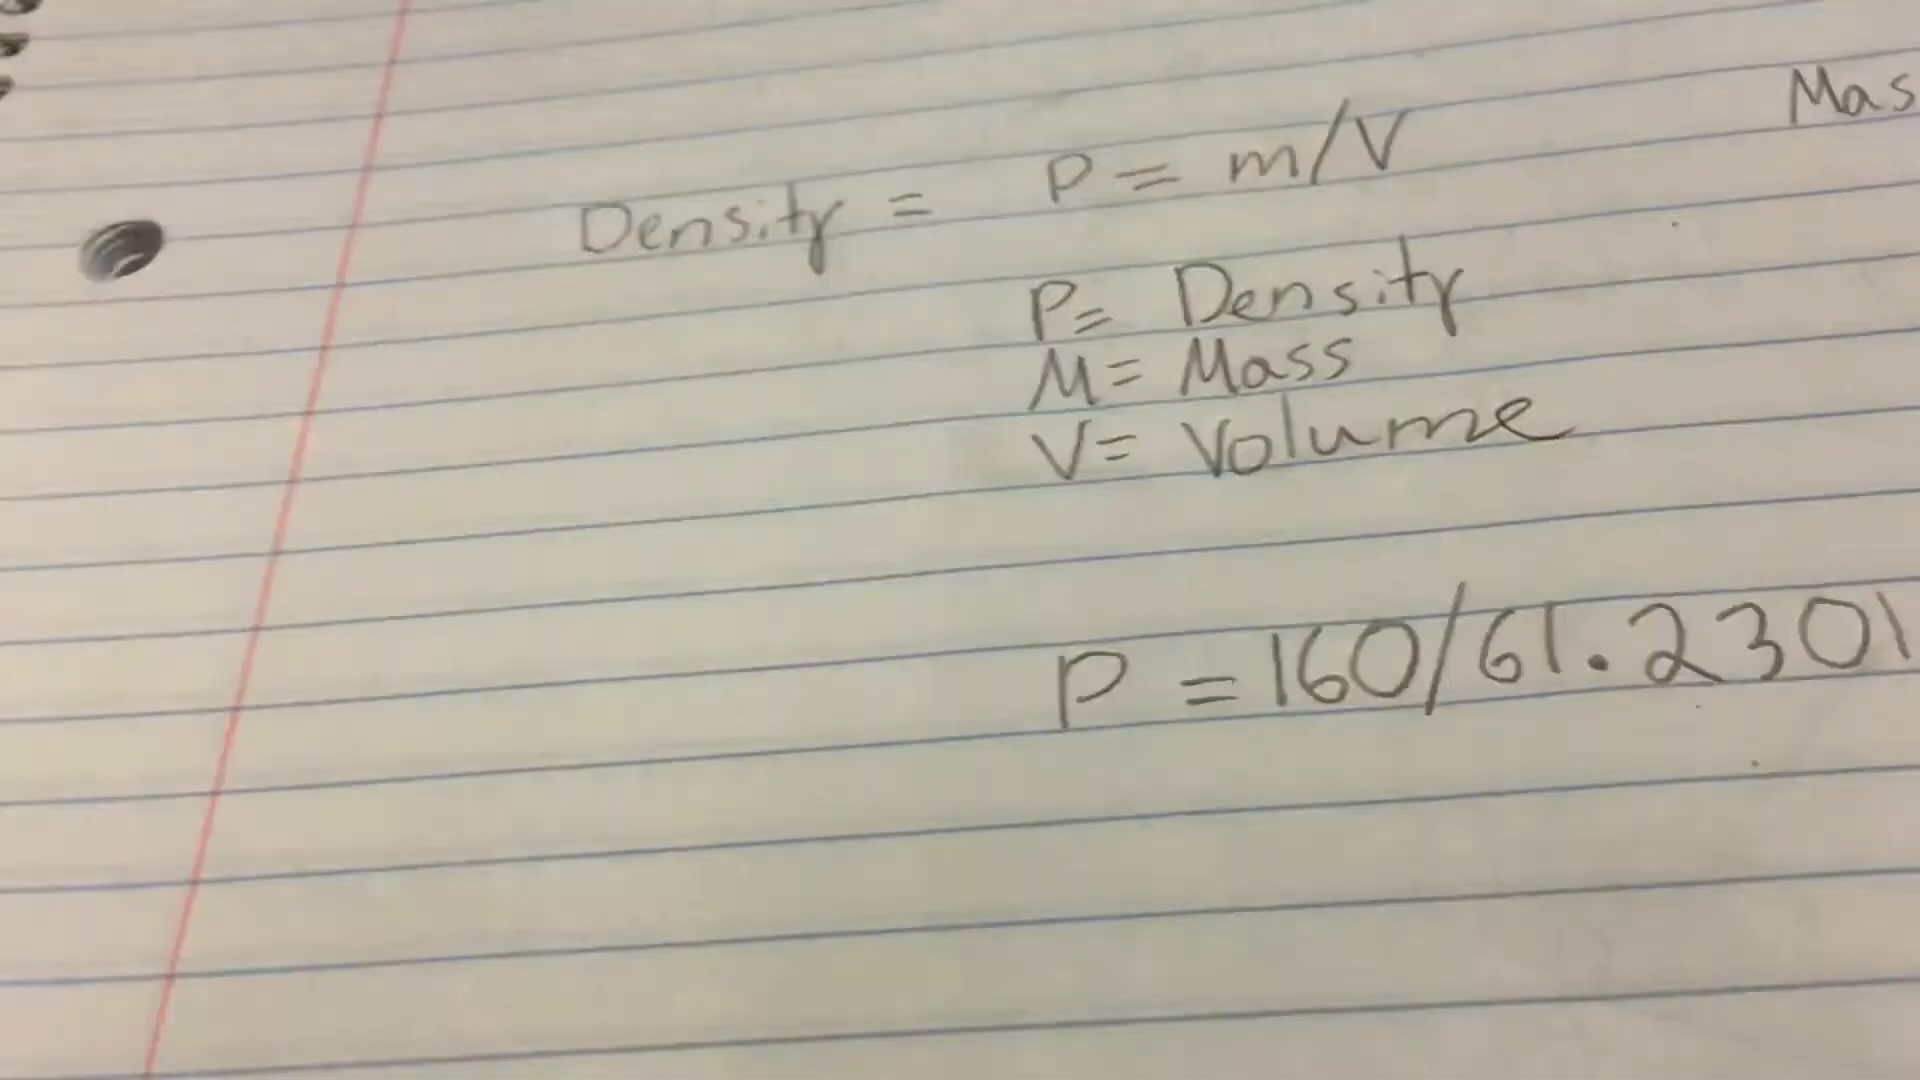 Mas
Density = P = m/V
P= Density
M= Mass
V= Volume
P = 160/61.2301